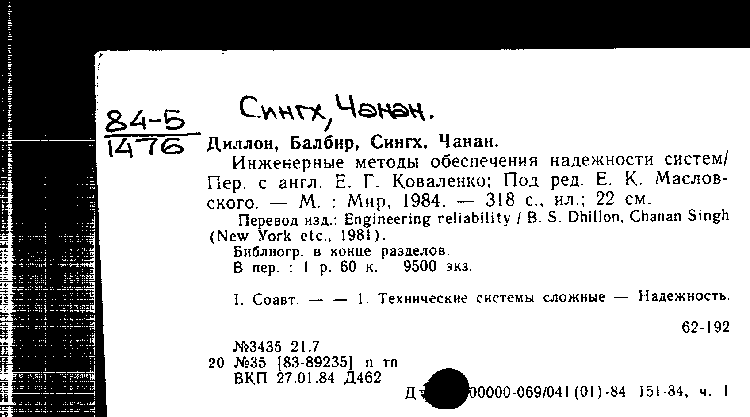 Сингх, Чанан.
84-5
1476
Диллон, Балбир, Сингх, Чанан.
Инженерные методы обеспечения надежности систем/
Пер. с англ. Е. Г. Коваленко; Под ред. Е. К. Маслов-
ского. — М. : Мир, 1984. — 318 с., ил.; 22 см.
Перевод изд.: Engineering reliability / B. S. Dhillon, Chanan Singh
(New York etc., 1981).
Библиогр. в конце разделов.
В пер. : 1 р. 60 к. 9500 экз.
I. Соавт. — — 1. Технические системы сложные — Надежность.
62-192
№3435 21.7
20 №35 [83-89235] п тп
ВКП 27.01.84 Д462
Д 00000-069/041 (01)-84 151-84, ч. 1